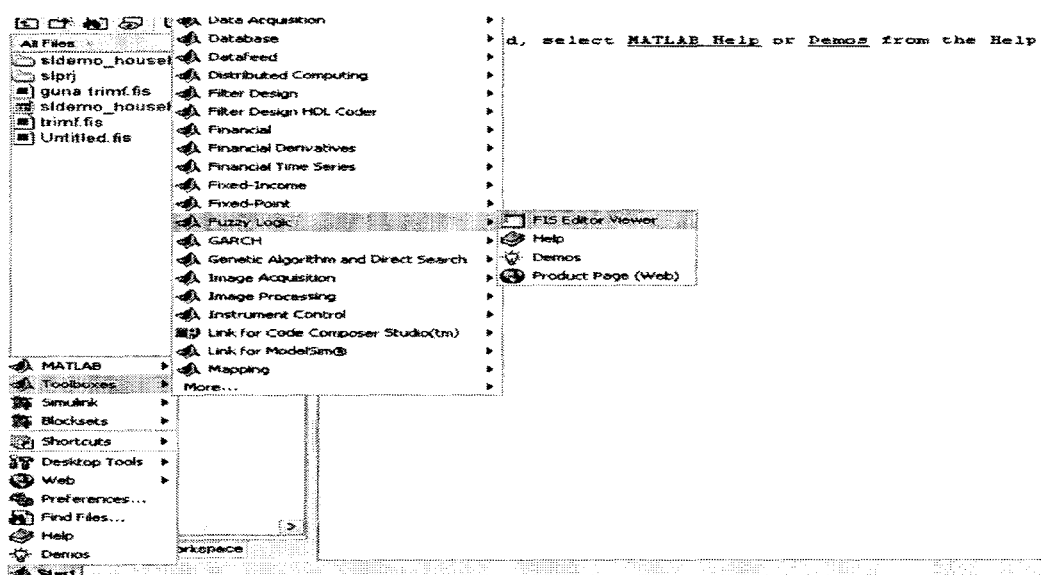 Data Acquisition
Database
Datafeed
Distributed Computing
Filter Design
Filter Design HDL Coder
Financial
Financial Derivatives
Financial Time Series
Fixed-Income
Fixed-Point
Fuzzy Logic
GARCH
Genetic Algorithm and Direct Search
Image Acquisition
Image Processing
Instrument Control
Link for Code Composer Studio(tm)
Link for ModelSim®
Mapping
More...
d, select MATLAB Help or Demos from the Help
All Files
sldemo_househ
slprj
guna trimf.fis
sldemo_househ
trimf.fis
Untitled.fis
FIS Editor Viewer
Help
Demos
Product Page (Web)
MATLAB
Toolboxes
Simulink
Blocksets
Shortcuts
Desktop Tools
Web
Preferences...
Find Files...
Help
Demos
orkspace
Start